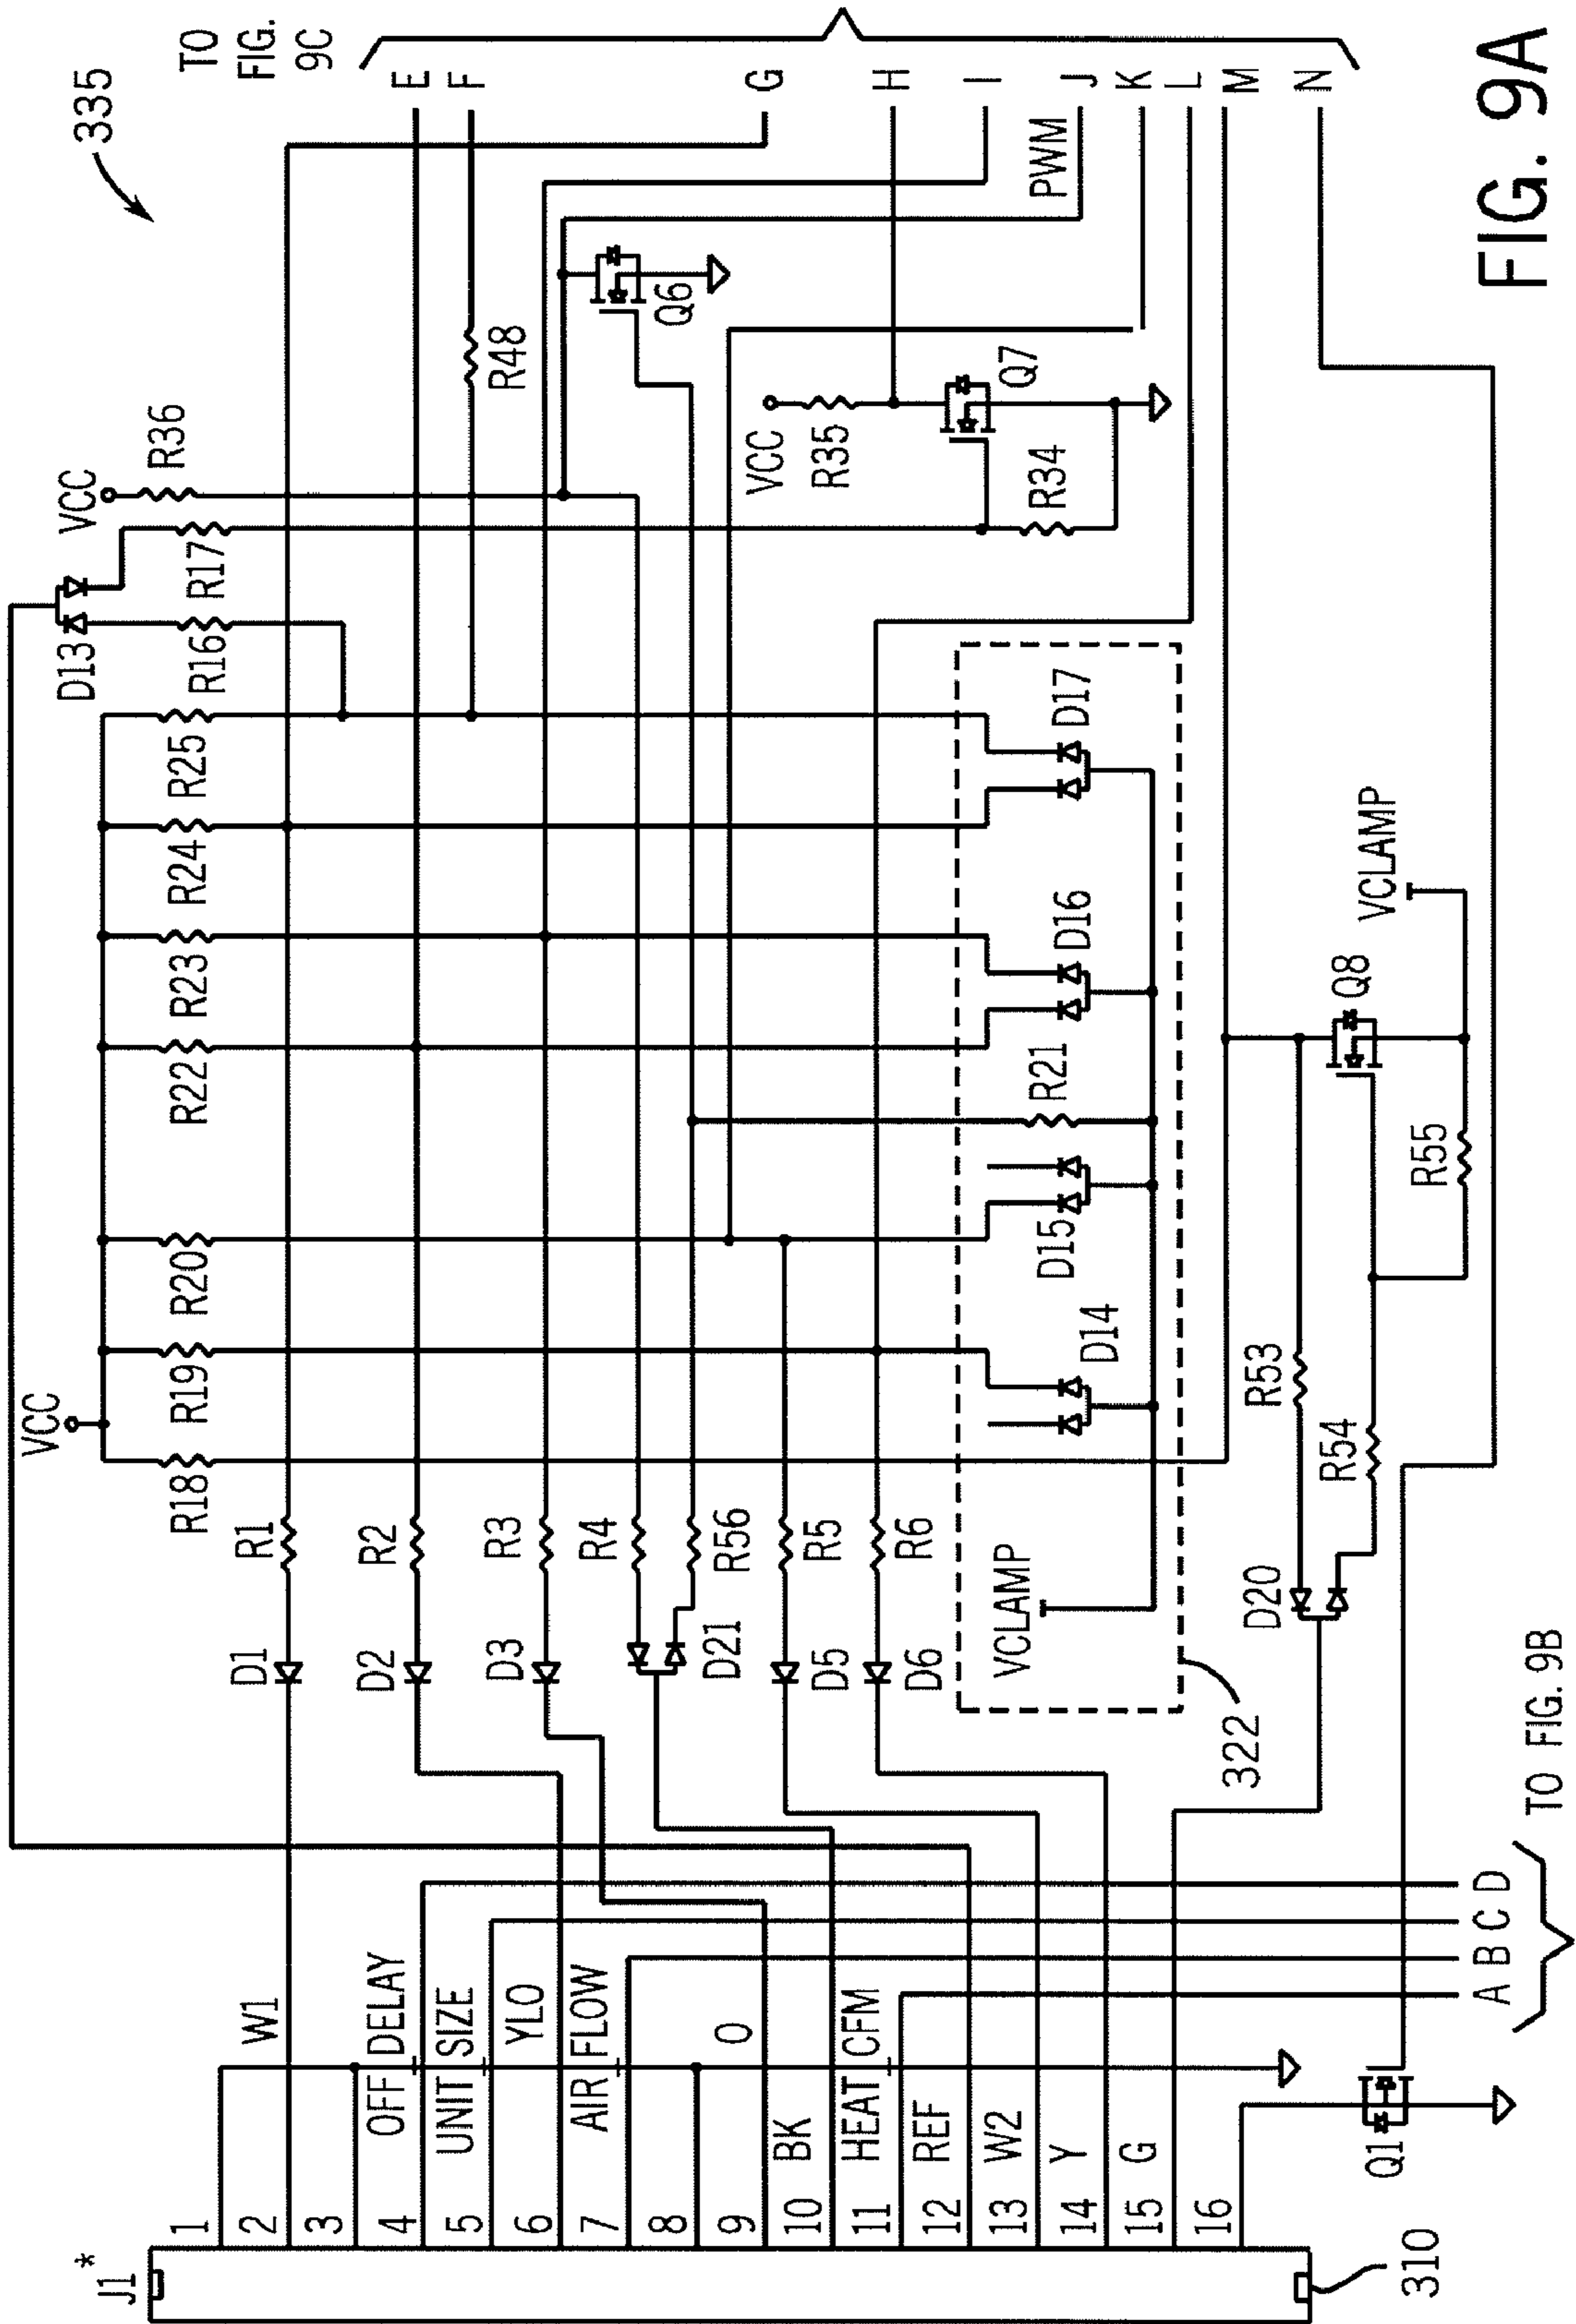 335
TO
FIG.
9C
E
F
G
H
I
J
K
L
M
N
PWM
VCC
R36
R17
D13
R16
R48
Q6
VCC
R35
Q7
R34
VCC
R18
R19
R20
R22
R23
R24
R25
R1
R2
R3
R4
R56
R5
R6
D1
D2
D3
D21
D5
D6
VCLAMP
D14
D15
R21
D16
D17
322
D20
R53
R54
R55
Q8
VCLAMP
J1*
1
2 W1
3
4 OFF DELAY
5 UNIT SIZE
6 YLO
7 AIR FLOW
8
9 O
10 BK
11 HEAT CFM
12 REF
13 W2
14 Y
15 G
16
310
Q1
A B C D
TO FIG. 9B
FIG. 9A